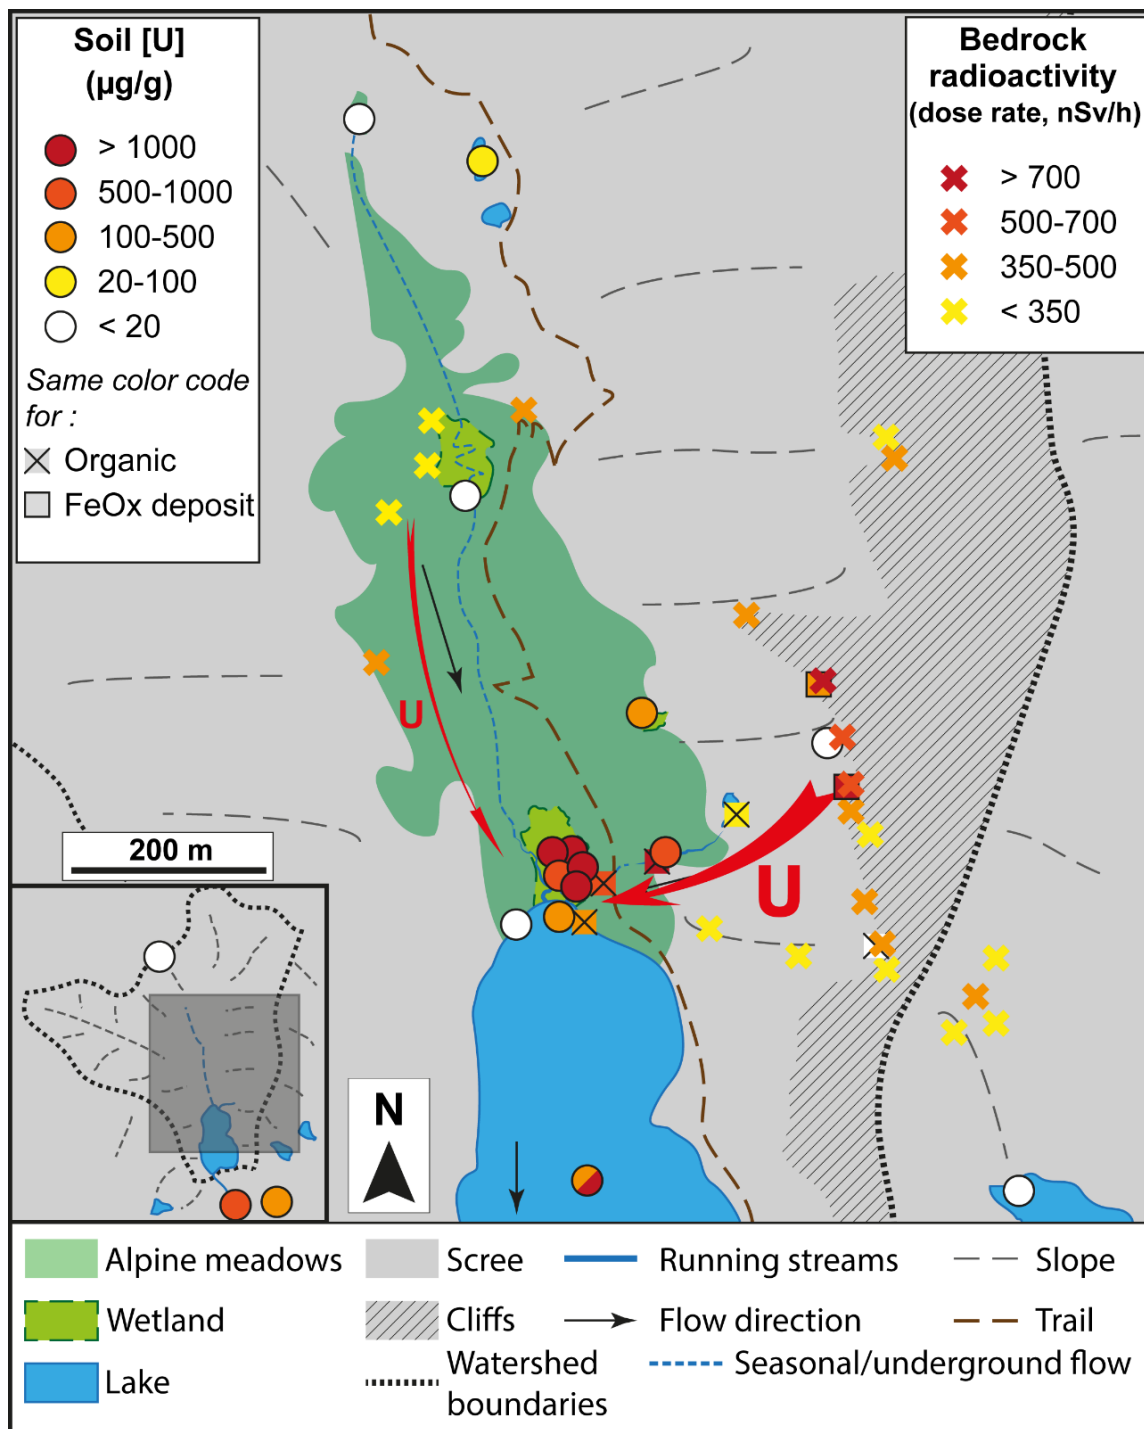 Soil [U]
(µg/g)
> 1000
500-1000
100-500
20-100
< 20
Same color code
for :
Organic
FeOx deposit
Bedrock
radioactivity
(dose rate, nSv/h)
> 700
500-700
350-500
< 350
U
U
200 m
N
Alpine meadows
Scree
Running streams
Slope
Wetland
Cliffs
Flow direction
Trail
Lake
Watershed
boundaries
Seasonal/underground flow